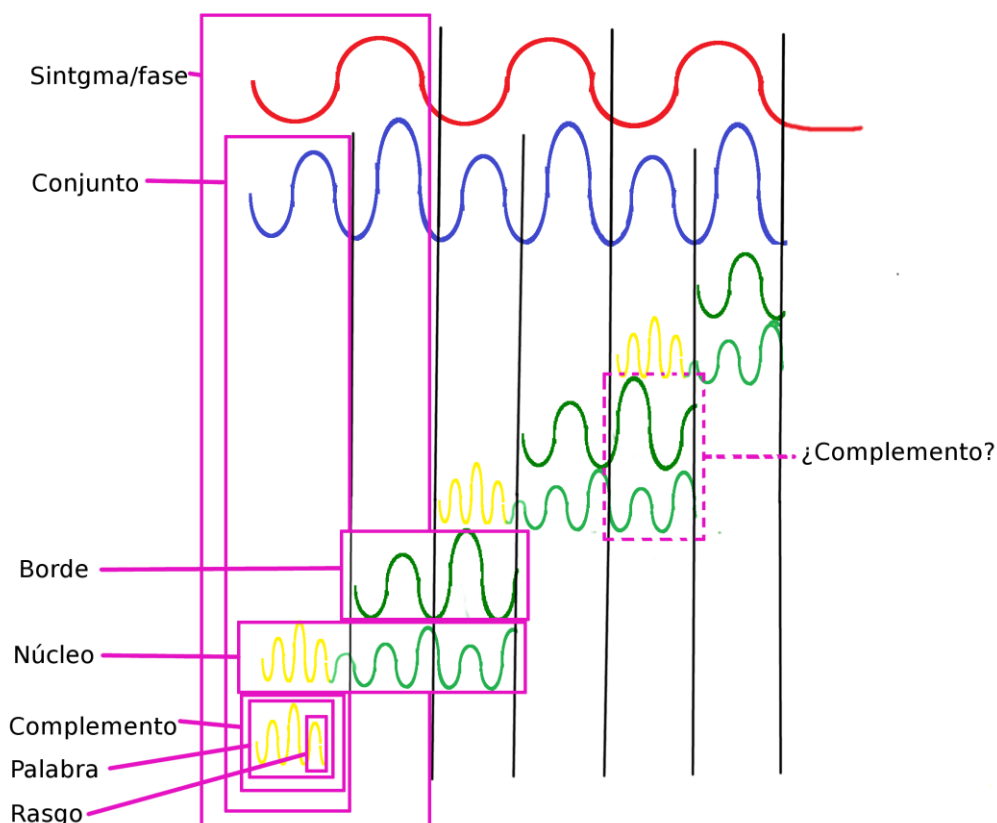 Sintgma/fase
Conjunto
¿Complemento?
Borde
Núcleo
Complemento
Palabra
Rasgo